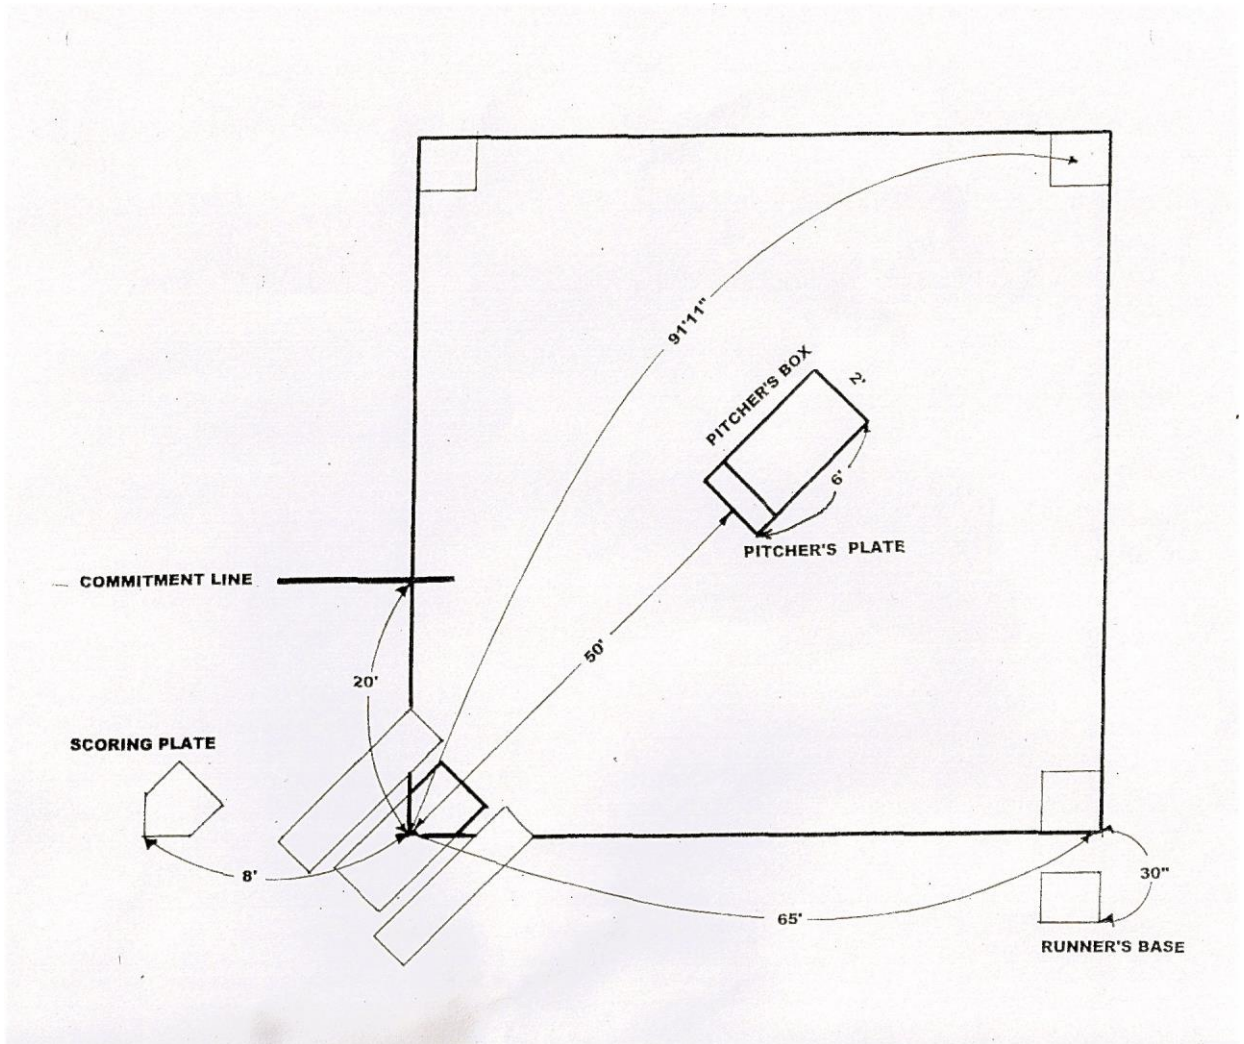 91'11"
PITCHER'S BOX
2'
6'
PITCHER'S PLATE
COMMITMENT LINE
50'
20'
SCORING PLATE
8'
30"
65'
RUNNER'S BASE